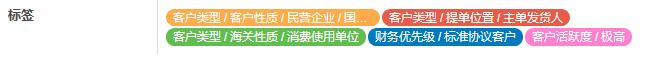 标签
客户类型 / 客户性质 / 民营企业 / 国... 客户类型 / 提单位置 / 主单发货人
客户类型 / 海关性质 / 消费使用单位 财务优先级 / 标准协议客户 客户活跃度 / 极高